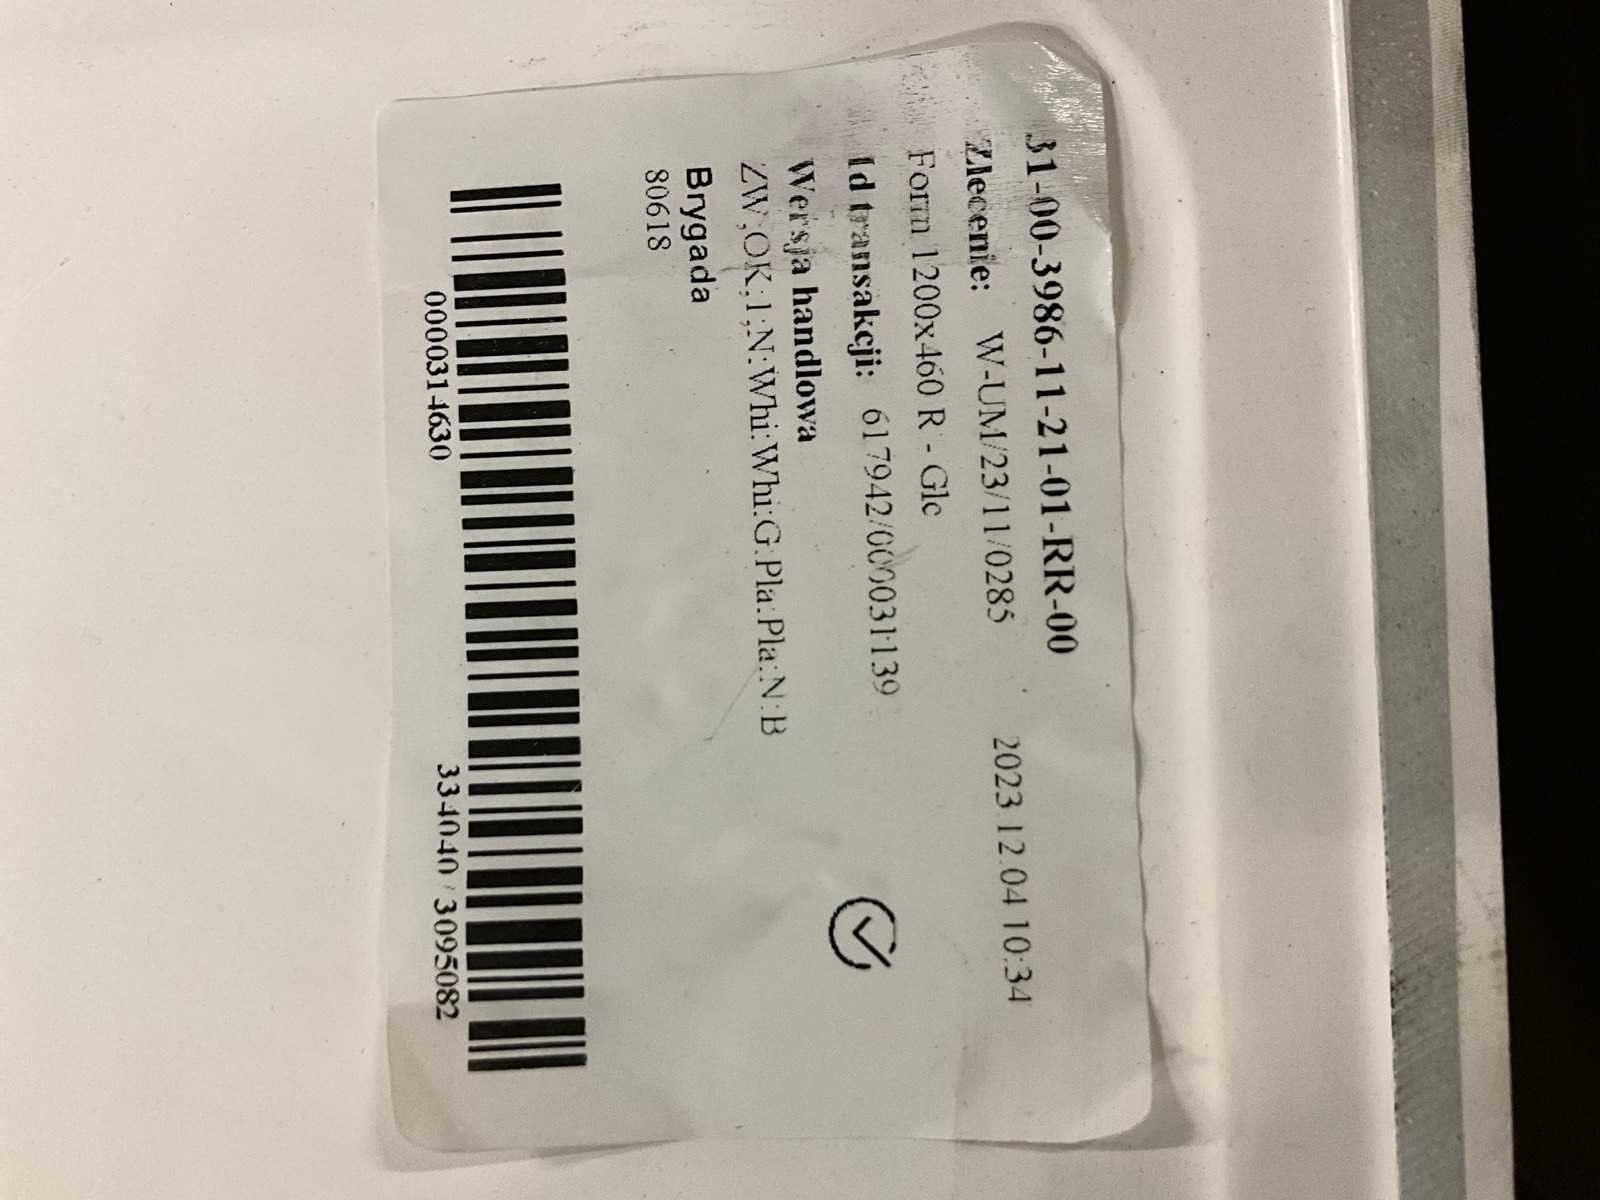 31-00-3986-11-21-01-RR-00
Zlecenie: W-UM/23/11/0285 2023.12.04 10:34
Form 1200x460 R - Glc
Id transakcji: 617942/000031139
Wersja handlowa
ZW;OK;1;N:Whi:Whi:G:Pla:Pla:N:B
Brygada
80618
0000314630 334040 / 3095082